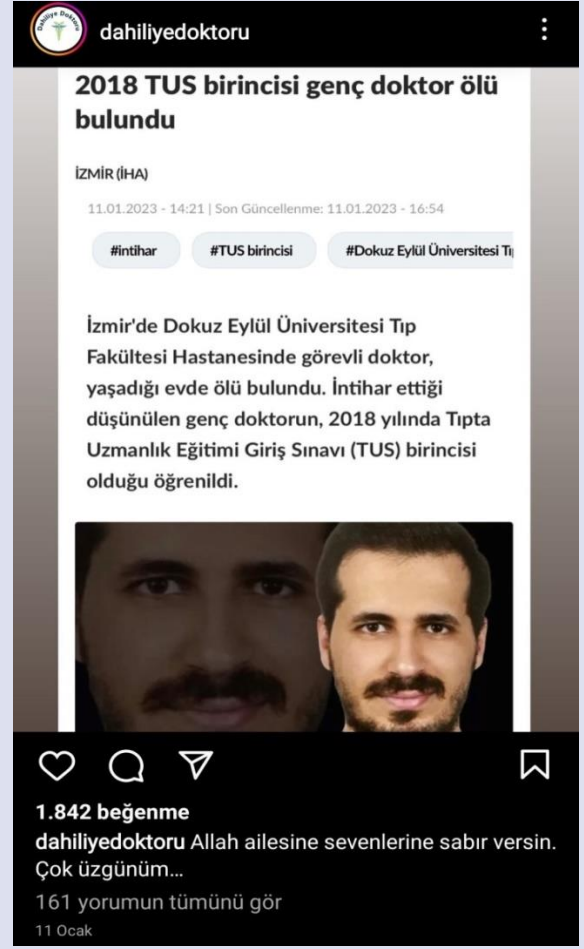 dahiliyedoktoru
2018 TUS birincisi genç doktor ölü
bulundu
İZMİR (İHA)
11.01.2023 - 14:21 | Son Güncellenme: 11.01.2023 - 16:54
#intihar #TUS birincisi #Dokuz Eylül Üniversitesi Tı
İzmir'de Dokuz Eylül Üniversitesi Tıp
Fakültesi Hastanesinde görevli doktor,
yaşadığı evde ölü bulundu. İntihar ettiği
düşünülen genç doktorun, 2018 yılında Tıpta
Uzmanlık Eğitimi Giriş Sınavı (TUS) birincisi
olduğu öğrenildi.
1.842 beğenme
dahiliyedoktoru Allah ailesine sevenlerine sabır versin.
Çok üzgünüm...
161 yorumun tümünü gör
11 Ocak